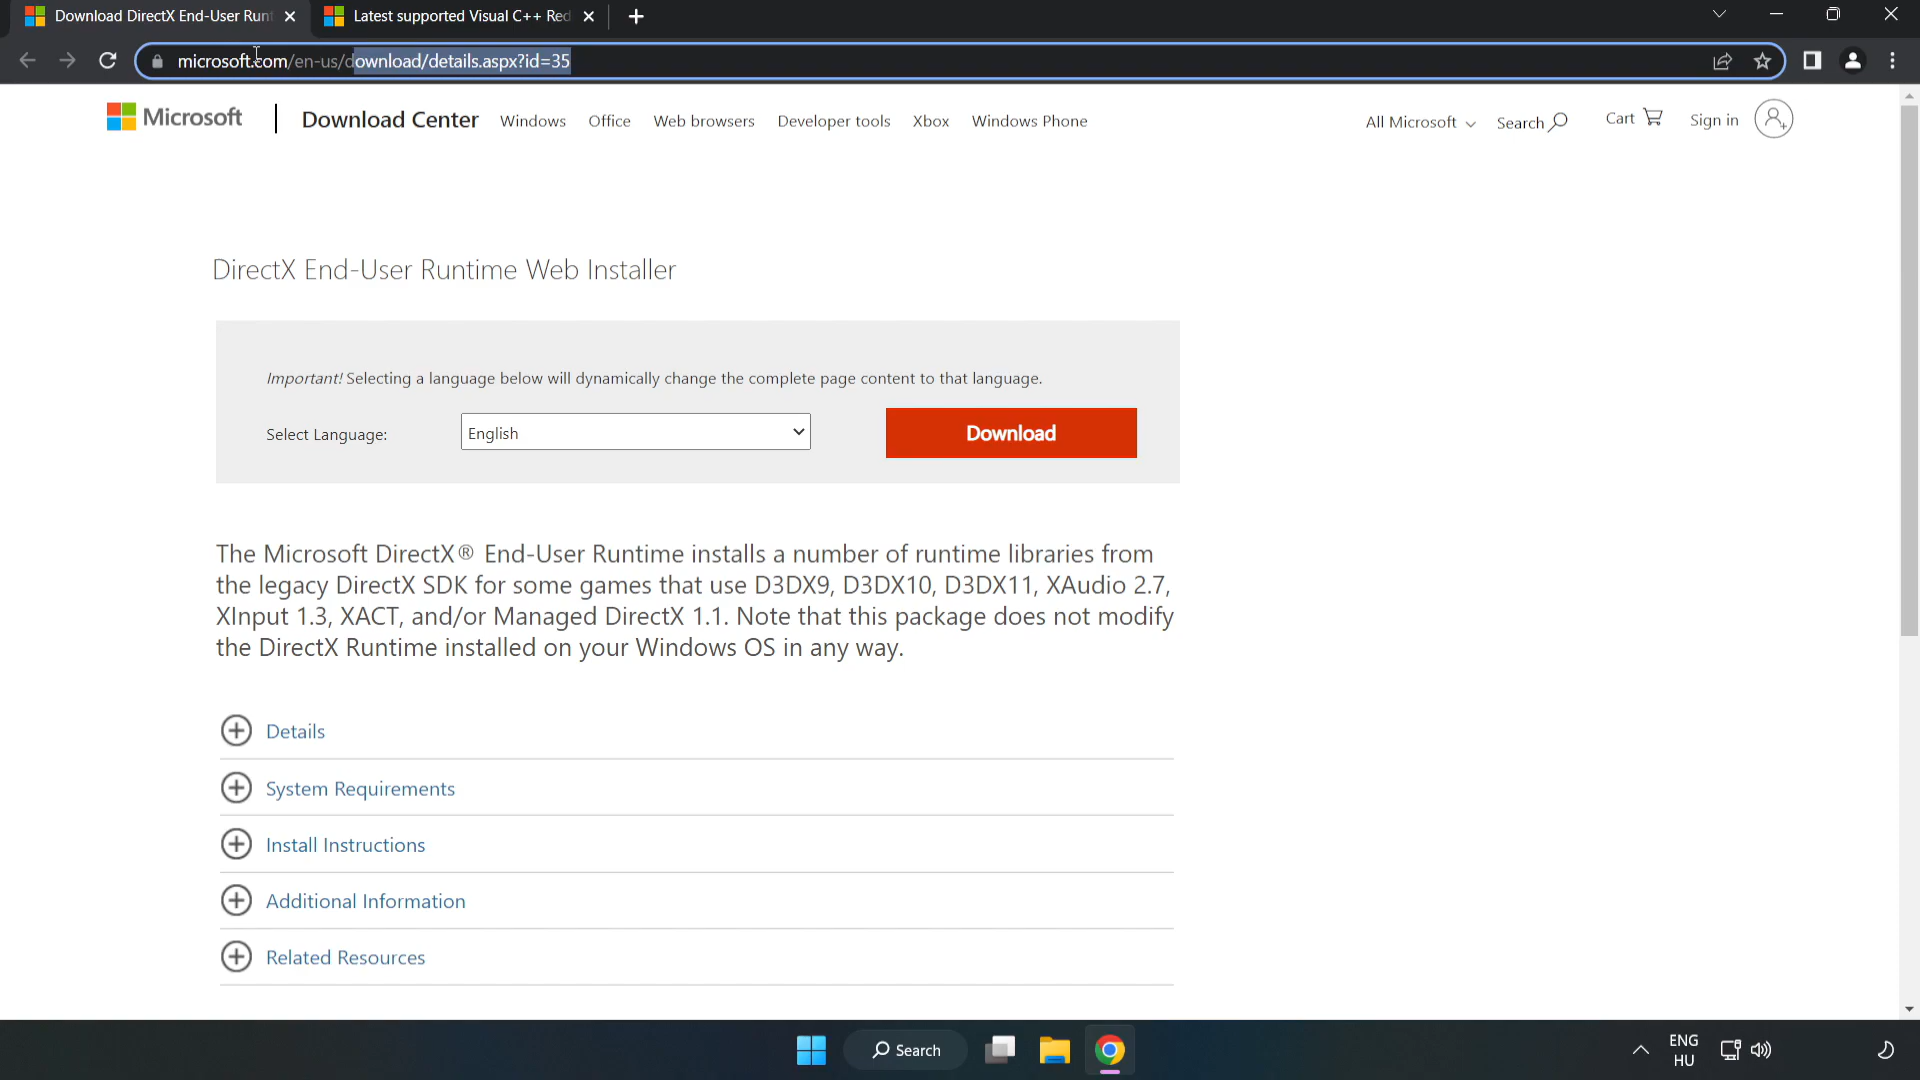 Download DirectX End-User Runt
Latest supported Visual C++ Red
microsoft.com/en-us/download/details.aspx?id=35
Microsoft
Download Center
Windows
Office
Web browsers
Developer tools
Xbox
Windows Phone
All Microsoft
Search
Cart
Sign in
DirectX End-User Runtime Web Installer
Important! Selecting a language below will dynamically change the complete page content to that language.
Select Language:
English
Download
The Microsoft DirectX® End-User Runtime installs a number of runtime libraries from
the legacy DirectX SDK for some games that use D3DX9, D3DX10, D3DX11, XAudio 2.7,
XInput 1.3, XACT, and/or Managed DirectX 1.1. Note that this package does not modify
the DirectX Runtime installed on your Windows OS in any way.
Details
System Requirements
Install Instructions
Additional Information
Related Resources
Search
ENG
HU